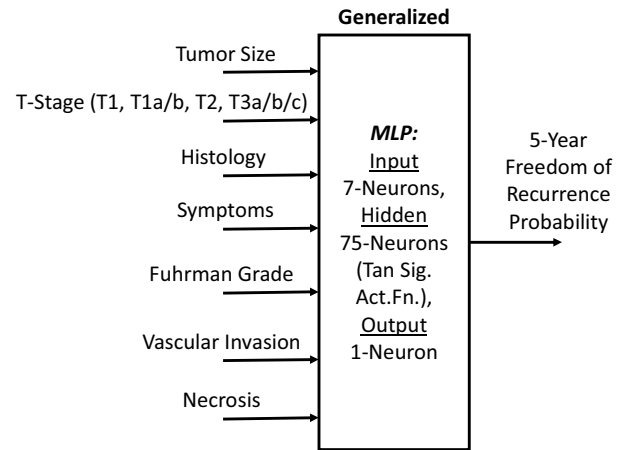 Generalized
Tumor Size
T-Stage (T1, T1a/b, T2, T3a/b/c)
Histology
Symptoms
Fuhrman Grade
Vascular Invasion
Necrosis
MLP:
Input
7-Neurons,
Hidden
75-Neurons
(Tan Sig.
Act.Fn.),
Output
1-Neuron
5-Year
Freedom of
Recurrence
Probability